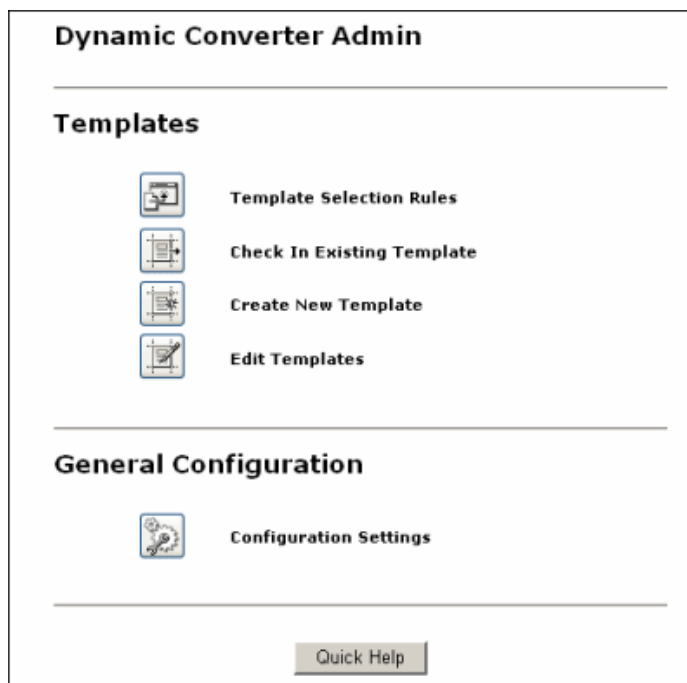 Dynamic Converter Admin
Templates
Template Selection Rules
Check In Existing Template
Create New Template
Edit Templates
General Configuration
Configuration Settings
Quick Help